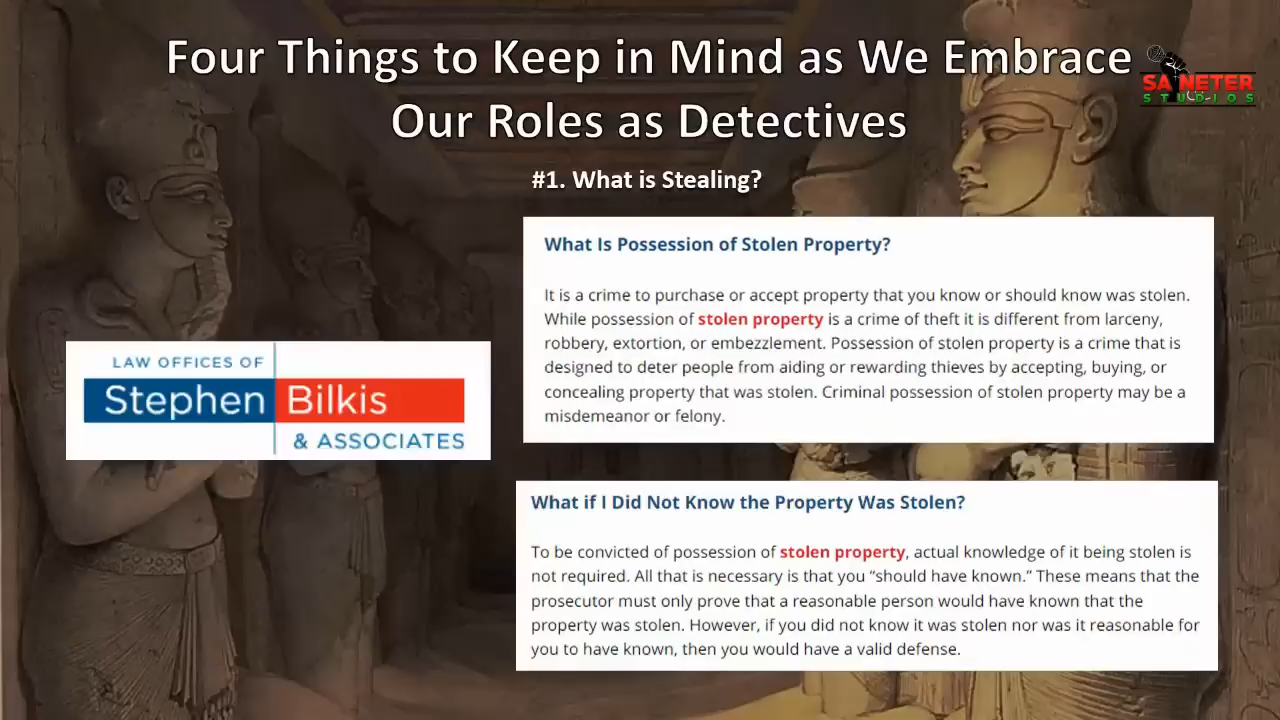 Four Things to Keep in Mind as We Embrace
Our Roles as Detectives
SA NETER
STUDIOS
#1. What is Stealing?
What Is Possession of Stolen Property?
It is a crime to purchase or accept property that you know or should know was stolen.
While possession of stolen property is a crime of theft it is different from larceny,
robbery, extortion, or embezzlement. Possession of stolen property is a crime that is
designed to deter people from aiding or rewarding thieves by accepting, buying, or
concealing property that was stolen. Criminal possession of stolen property may be a
misdemeanor or felony.
LAW OFFICES OF
Stephen Bilkis
& ASSOCIATES
What if I Did Not Know the Property Was Stolen?
To be convicted of possession of stolen property, actual knowledge of it being stolen is
not required. All that is necessary is that you “should have known.” These means that the
prosecutor must only prove that a reasonable person would have known that the
property was stolen. However, if you did not know it was stolen nor was it reasonable for
you to have known, then you would have a valid defense.